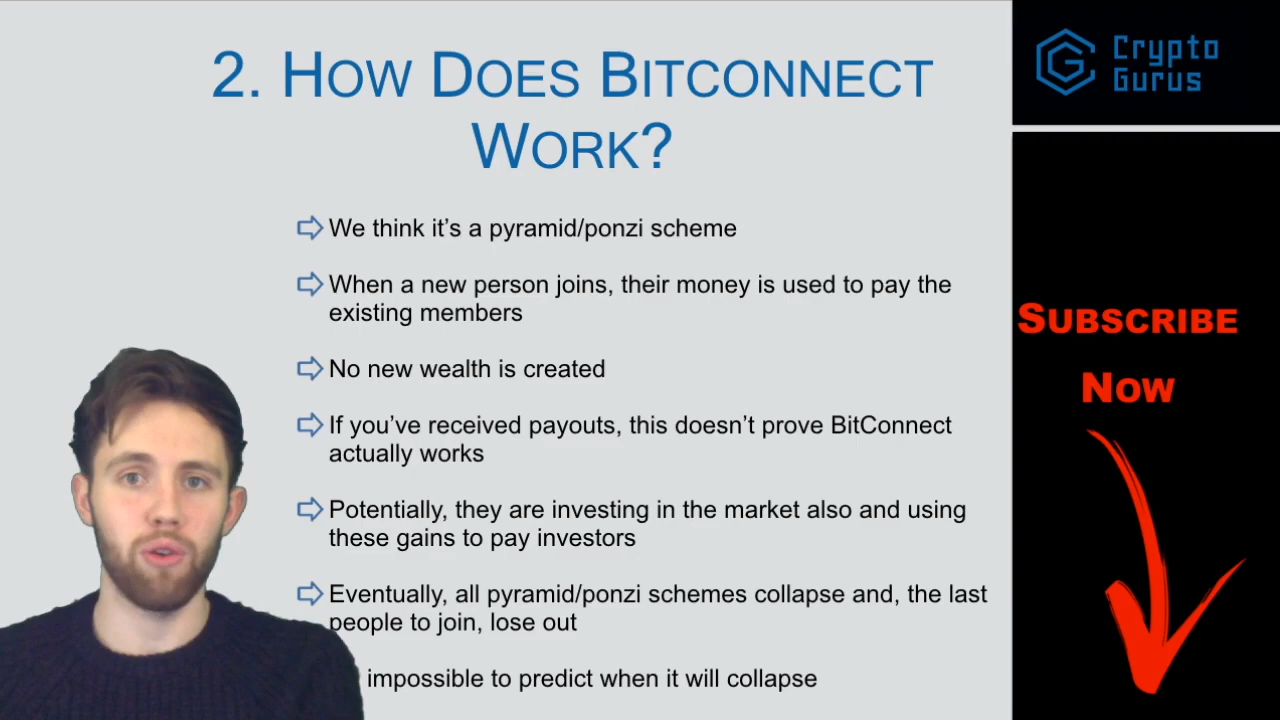 2. How Does Bitconnect
Work?
We think it's a pyramid/ponzi scheme
When a new person joins, their money is used to pay the
existing members
No new wealth is created
If you've received payouts, this doesn't prove BitConnect
actually works
Potentially, they are investing in the market also and using
these gains to pay investors
Eventually, all pyramid/ponzi schemes collapse and, the last
people to join, lose out
impossible to predict when it will collapse
Crypto
Gurus
Subscribe
Now